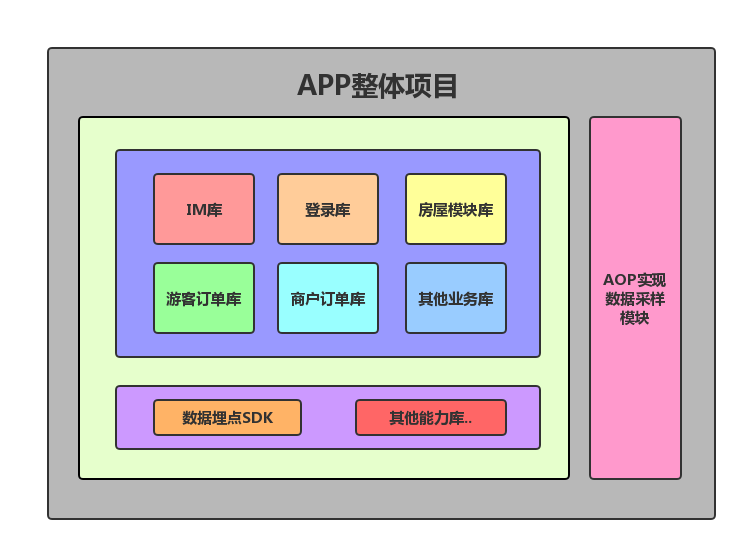 APP整体项目
IM库
登录库
房屋模块库
游客订单库
商户订单库
其他业务库
AOP实现
数据采样
模块
数据埋点SDK
其他能力库..